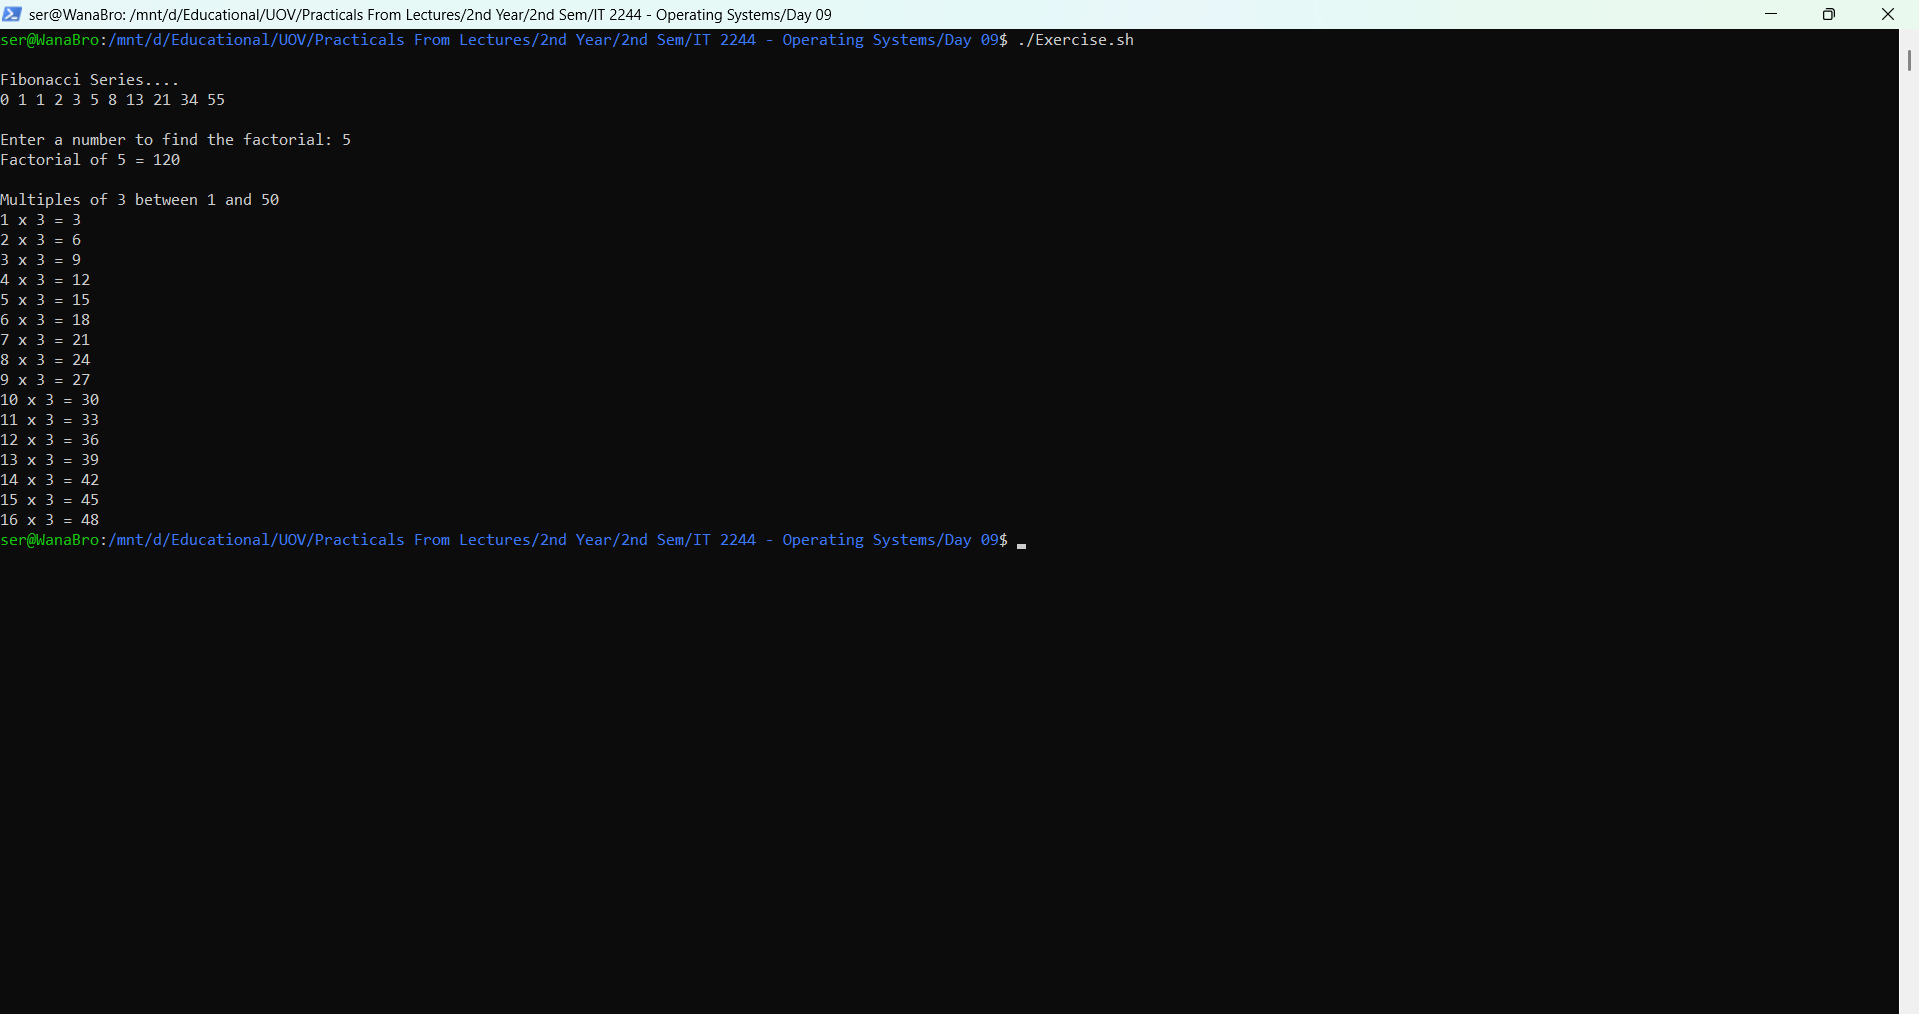 ser@WanaBro: /mnt/d/Educational/UOV/Practicals From Lectures/2nd Year/2nd Sem/IT 2244 - Operating Systems/Day 09
ser@WanaBro:/mnt/d/Educational/UOV/Practicals From Lectures/2nd Year/2nd Sem/IT 2244 - Operating Systems/Day 09$ ./Exercise.sh
Fibonacci Series....
0 1 1 2 3 5 8 13 21 34 55
Enter a number to find the factorial: 5
Factorial of 5 = 120
Multiples of 3 between 1 and 50
1 x 3 = 3
2 x 3 = 6
3 x 3 = 9
4 x 3 = 12
5 x 3 = 15
6 x 3 = 18
7 x 3 = 21
8 x 3 = 24
9 x 3 = 27
10 x 3 = 30
11 x 3 = 33
12 x 3 = 36
13 x 3 = 39
14 x 3 = 42
15 x 3 = 45
16 x 3 = 48
ser@WanaBro:/mnt/d/Educational/UOV/Practicals From Lectures/2nd Year/2nd Sem/IT 2244 - Operating Systems/Day 09$